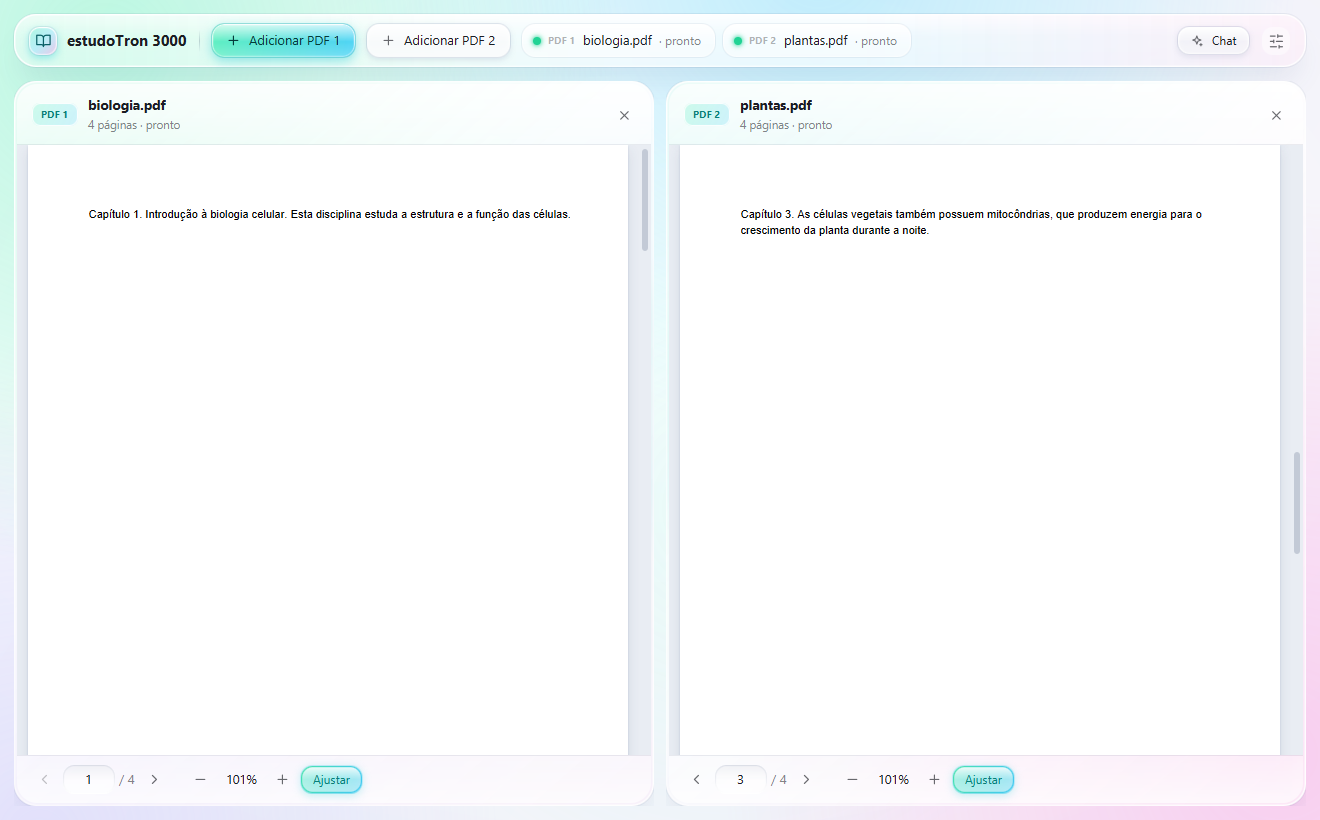 estudoTron 3000
+ Adicionar PDF 1
+ Adicionar PDF 2
PDF 1 biologia.pdf · pronto
PDF 2 plantas.pdf · pronto
Chat
PDF 1
biologia.pdf
4 páginas · pronto
Capítulo 1. Introdução à biologia celular. Esta disciplina estuda a estrutura e a função das células.
1 / 4
101%
Ajustar
PDF 2
plantas.pdf
4 páginas · pronto
Capítulo 3. As células vegetais também possuem mitocôndrias, que produzem energia para o
crescimento da planta durante a noite.
3 / 4
101%
Ajustar